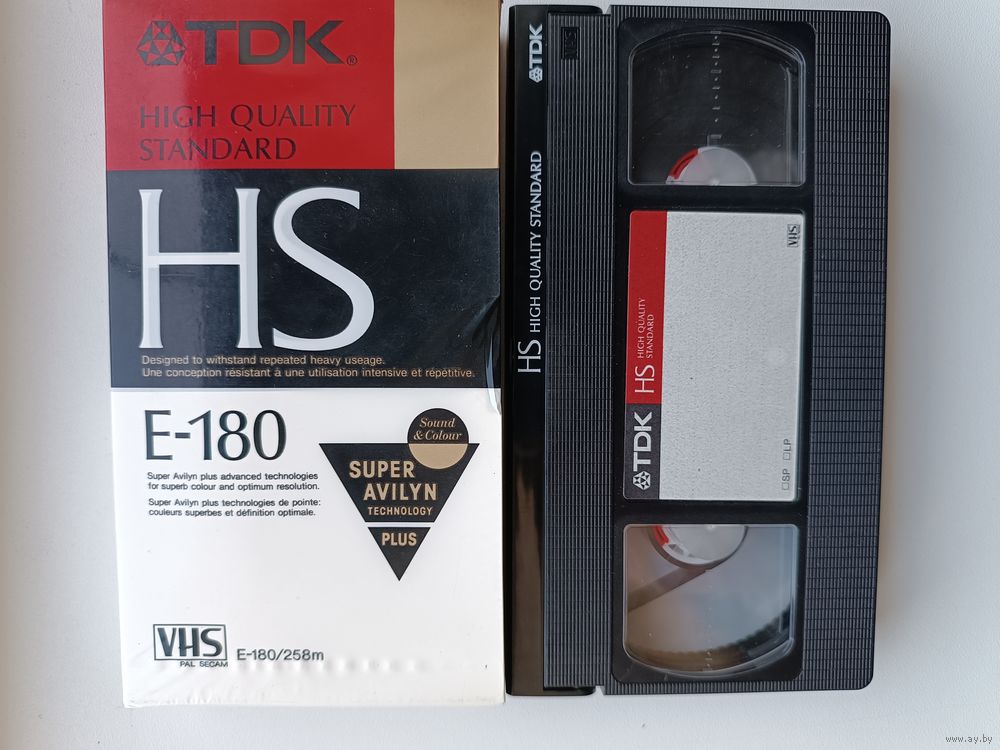 TDK®
HIGH QUALITY
STANDARD
HS
Designed to withstand repeated heavy useage.
Une conception résistant à une utilisation intensive et répétitive.
E-180
Super Avilyn plus advanced technologies
for superb colour and optimum resolution.
Super Avilyn plus technologies de pointe:
couleurs superbes et définition optimale.
Sound
& Colour
SUPER
AVILYN
TECHNOLOGY
PLUS
VHS
PAL SECAM
E-180/258m
TDK
HS HIGH QUALITY STANDARD
VHS
TDK HS HIGH QUALITY
STANDARD
VHS
□SP □LP
www.ay.by